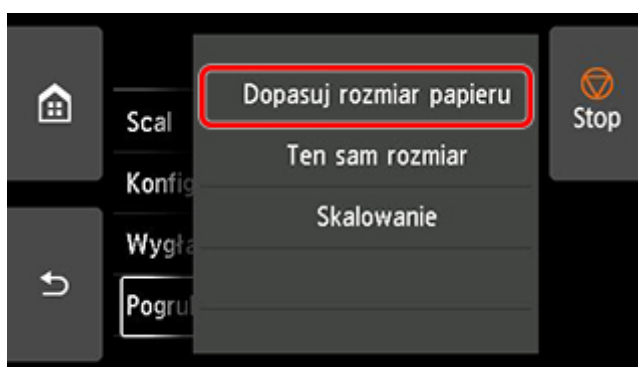 Dopasuj rozmiar papieru
Stop
Scal
Ten sam rozmiar
Skalowanie